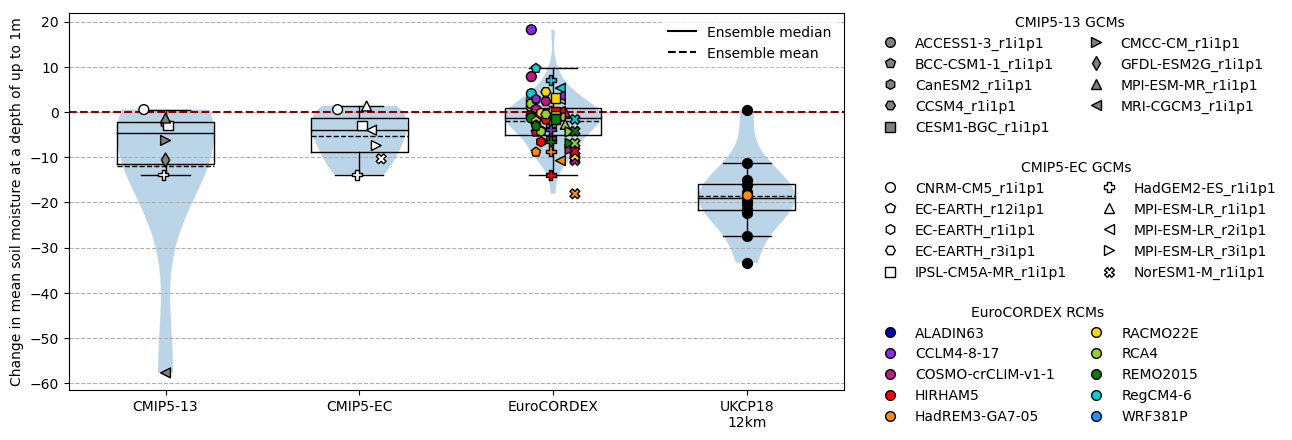 Change in mean soil moisture at a depth of up to 1m
20
10
0
−10
−20
−30
−40
−50
−60
Ensemble median
Ensemble mean
CMIP5-13
CMIP5-EC
EuroCORDEX
UKCP18
12km
CMIP5-13 GCMs
ACCESS1-3_r1i1p1
BCC-CSM1-1_r1i1p1
CanESM2_r1i1p1
CCSM4_r1i1p1
CESM1-BGC_r1i1p1
CMCC-CM_r1i1p1
GFDL-ESM2G_r1i1p1
MPI-ESM-MR_r1i1p1
MRI-CGCM3_r1i1p1
CMIP5-EC GCMs
CNRM-CM5_r1i1p1
EC-EARTH_r12i1p1
EC-EARTH_r1i1p1
EC-EARTH_r3i1p1
IPSL-CM5A-MR_r1i1p1
HadGEM2-ES_r1i1p1
MPI-ESM-LR_r1i1p1
MPI-ESM-LR_r2i1p1
MPI-ESM-LR_r3i1p1
NorESM1-M_r1i1p1
EuroCORDEX RCMs
ALADIN63
CCLM4-8-17
COSMO-crCLIM-v1-1
HIRHAM5
HadREM3-GA7-05
RACMO22E
RCA4
REMO2015
RegCM4-6
WRF381P